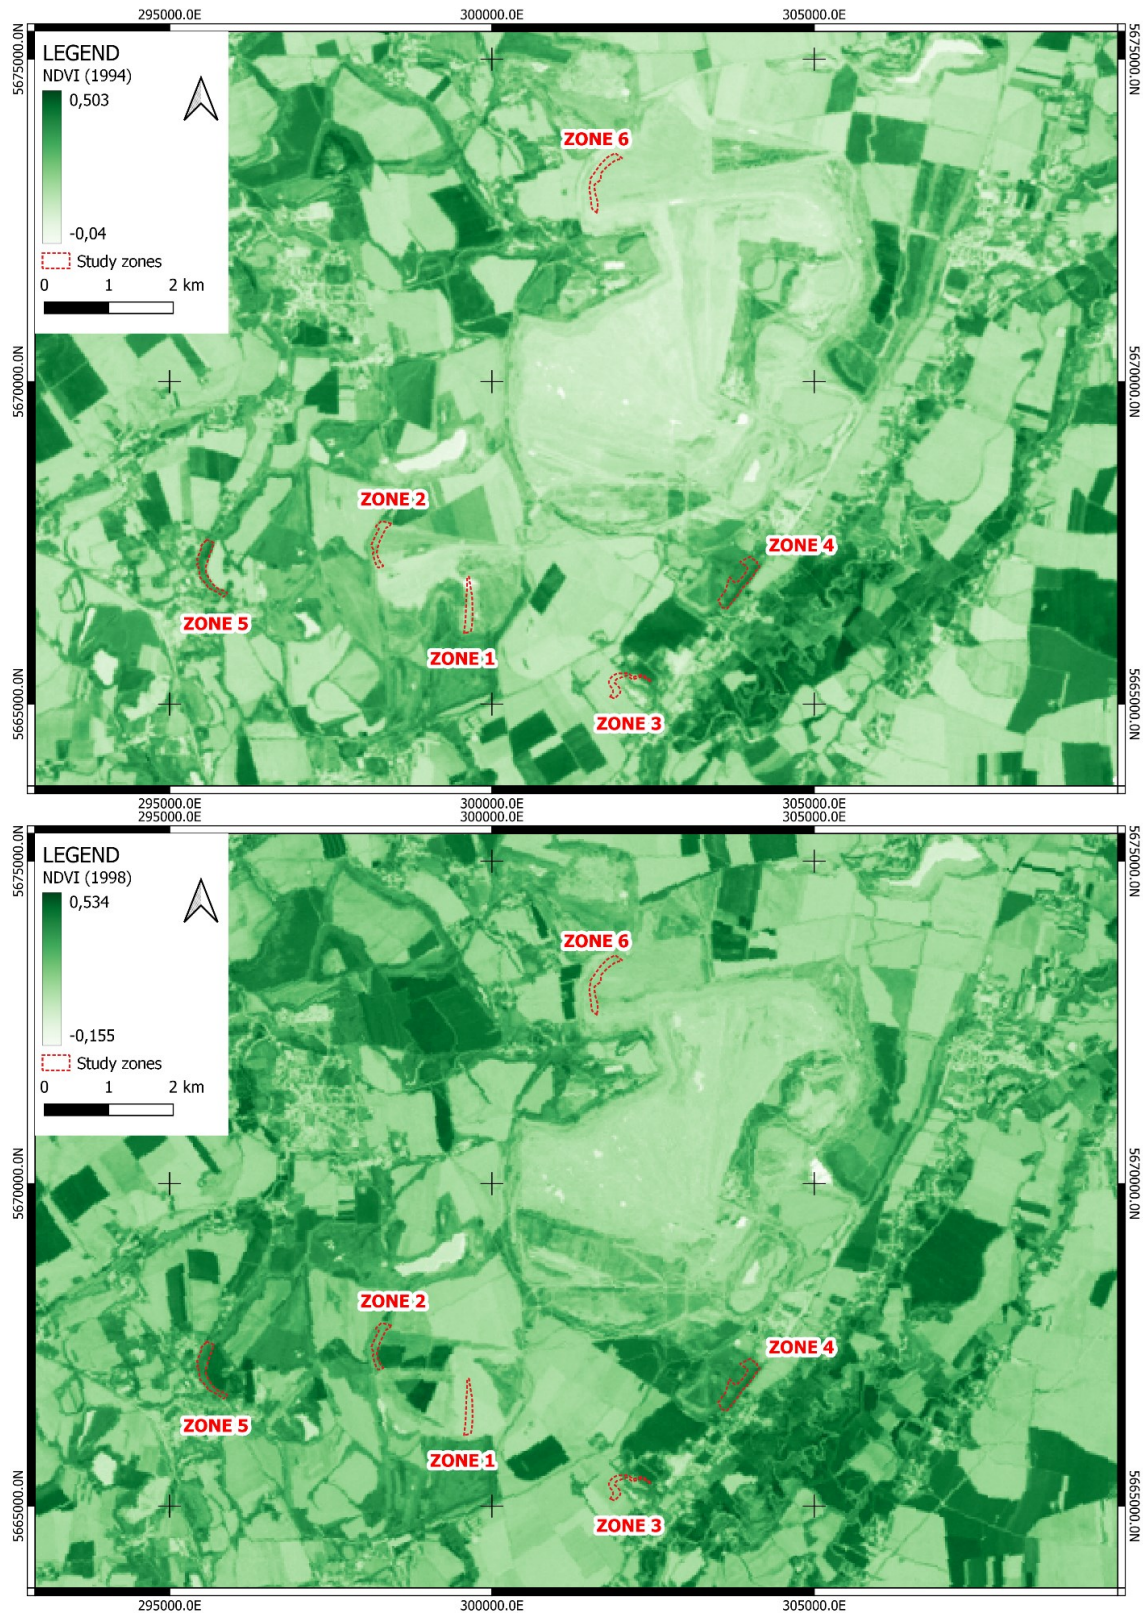 295000.0E 300000.0E 305000.0E
5675000.0N 5675000.0N
LEGEND
NDVI (1994)
0,503
-0,04
Study zones
0 1 2 km
ZONE 6
5670000.0N 5670000.0N
ZONE 2
ZONE 4
ZONE 5
ZONE 1
ZONE 3
5665000.0N 5665000.0N
295000.0E 300000.0E 305000.0E
295000.0E 300000.0E 305000.0E
5675000.0N 5675000.0N
LEGEND
NDVI (1998)
0,534
-0,155
Study zones
0 1 2 km
ZONE 6
5670000.0N 5670000.0N
ZONE 2
ZONE 4
ZONE 5
ZONE 1
ZONE 3
5665000.0N 5665000.0N
295000.0E 300000.0E 305000.0E